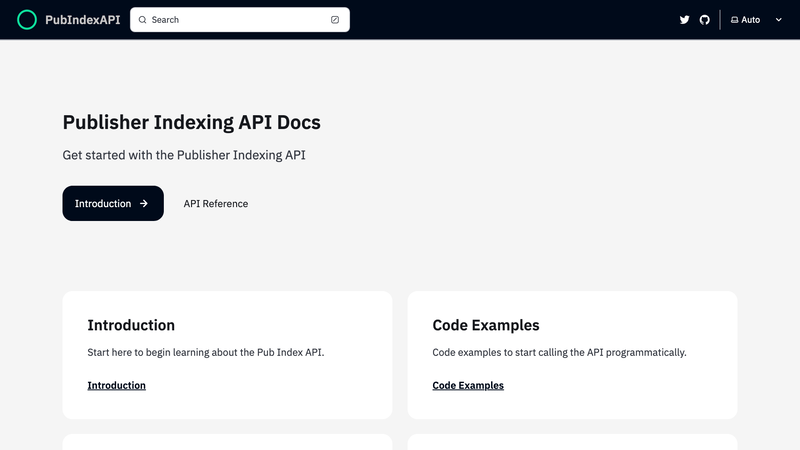 PubIndexAPI
Search
Auto
Publisher Indexing API Docs
Get started with the Publisher Indexing API
Introduction
API Reference
Introduction
Start here to begin learning about the Pub Index API.
Introduction
Code Examples
Code examples to start calling the API programmatically.
Code Examples